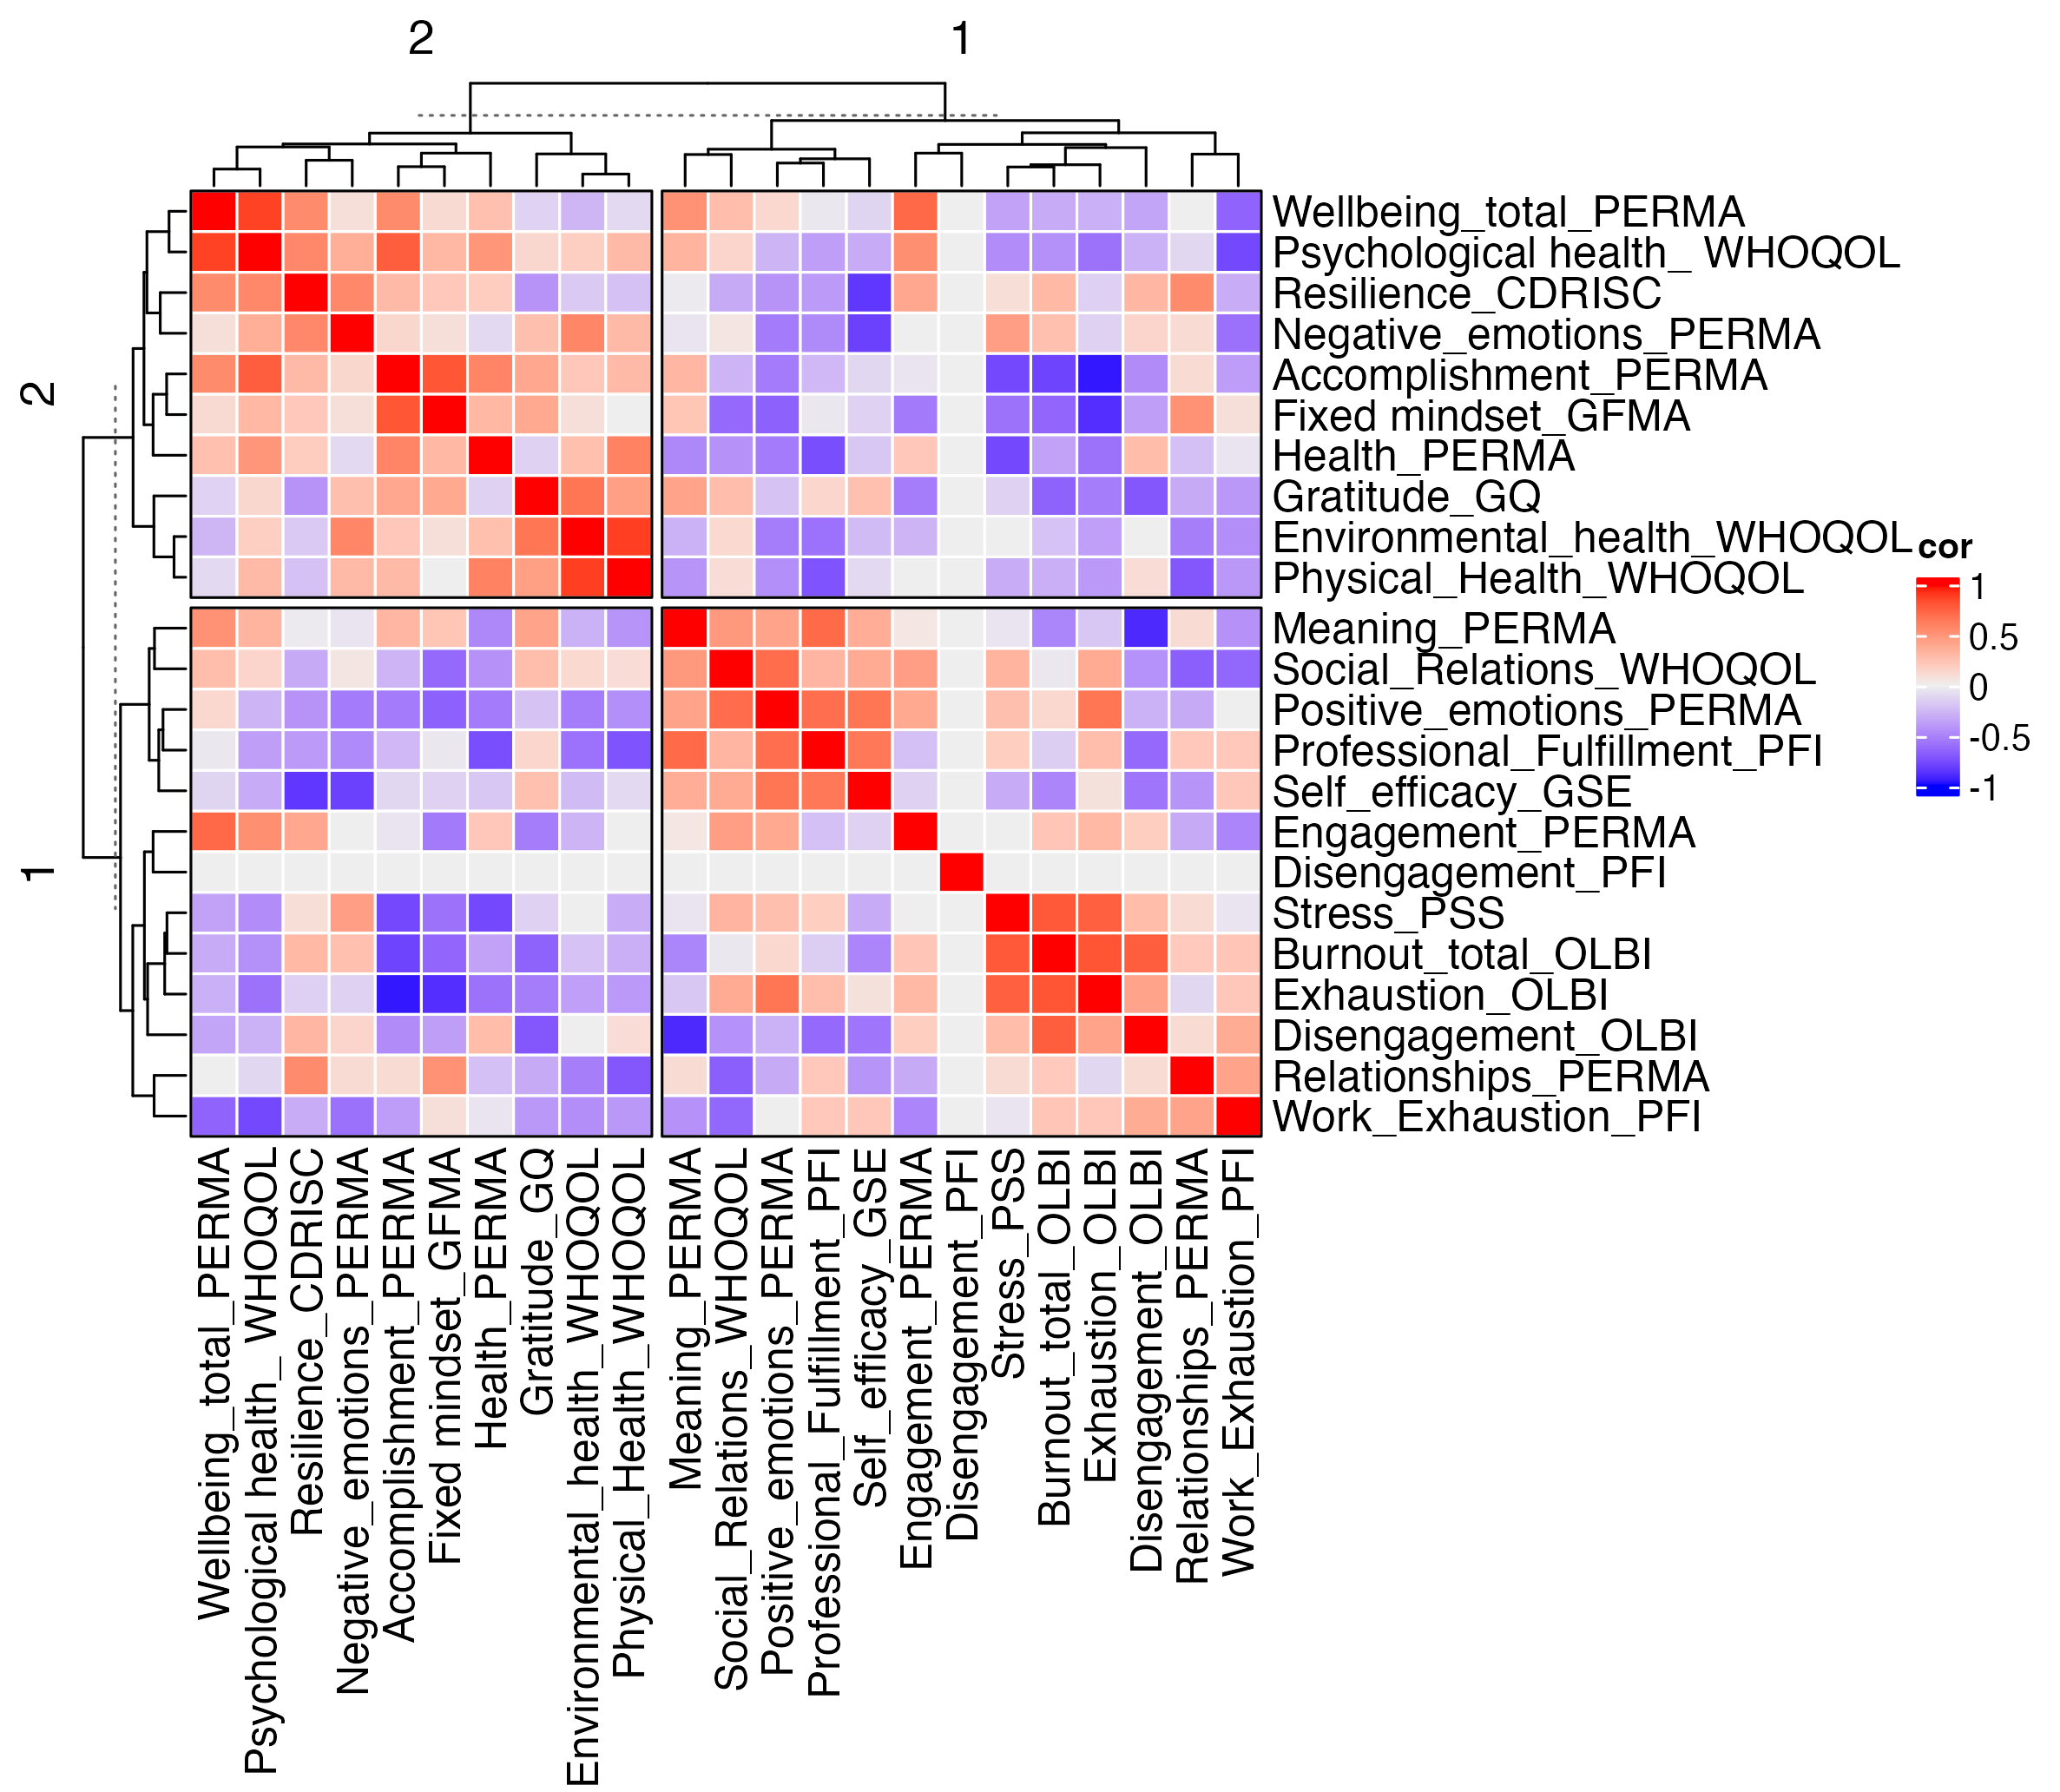 2
1
2
1
Wellbeing_total_PERMA
Psychological health_ WHOQOL
Resilience_CDRISC
Negative_emotions_PERMA
Accomplishment_PERMA
Fixed mindset_GFMA
Health_PERMA
Gratitude_GQ
Environmental_health_WHOQOL
Physical_Health_WHOQOL
Meaning_PERMA
Social_Relations_WHOQOL
Positive_emotions_PERMA
Professional_Fulfillment_PFI
Self_efficacy_GSE
Engagement_PERMA
Disengagement_PFI
Stress_PSS
Burnout_total_OLBI
Exhaustion_OLBI
Disengagement_OLBI
Relationships_PERMA
Work_Exhaustion_PFI
cor
1
0.5
0
-0.5
-1
Wellbeing_total_PERMA
Psychological health_ WHOQOL
Resilience_CDRISC
Negative_emotions_PERMA
Accomplishment_PERMA
Fixed mindset_GFMA
Health_PERMA
Gratitude_GQ
Environmental_health_WHOQOL
Physical_Health_WHOQOL
Meaning_PERMA
Social_Relations_WHOQOL
Positive_emotions_PERMA
Professional_Fulfillment_PFI
Self_efficacy_GSE
Engagement_PERMA
Disengagement_PFI
Stress_PSS
Burnout_total_OLBI
Exhaustion_OLBI
Disengagement_OLBI
Relationships_PERMA
Work_Exhaustion_PFI